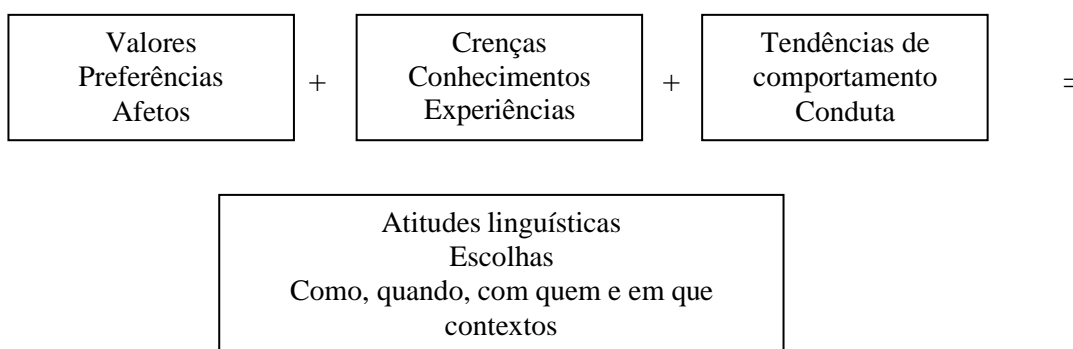 Valores
Preferências
Afetos
+
Crenças
Conhecimentos
Experiências
+
Tendências de
comportamento
Conduta
=
Atitudes linguísticas
Escolhas
Como, quando, com quem e em que
contextos